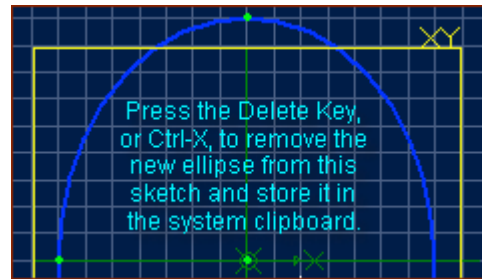 XY
Press the Delete Key,
or Ctrl-X, to remove the
new ellipse from this
sketch and store it in
the system clipboard.
X